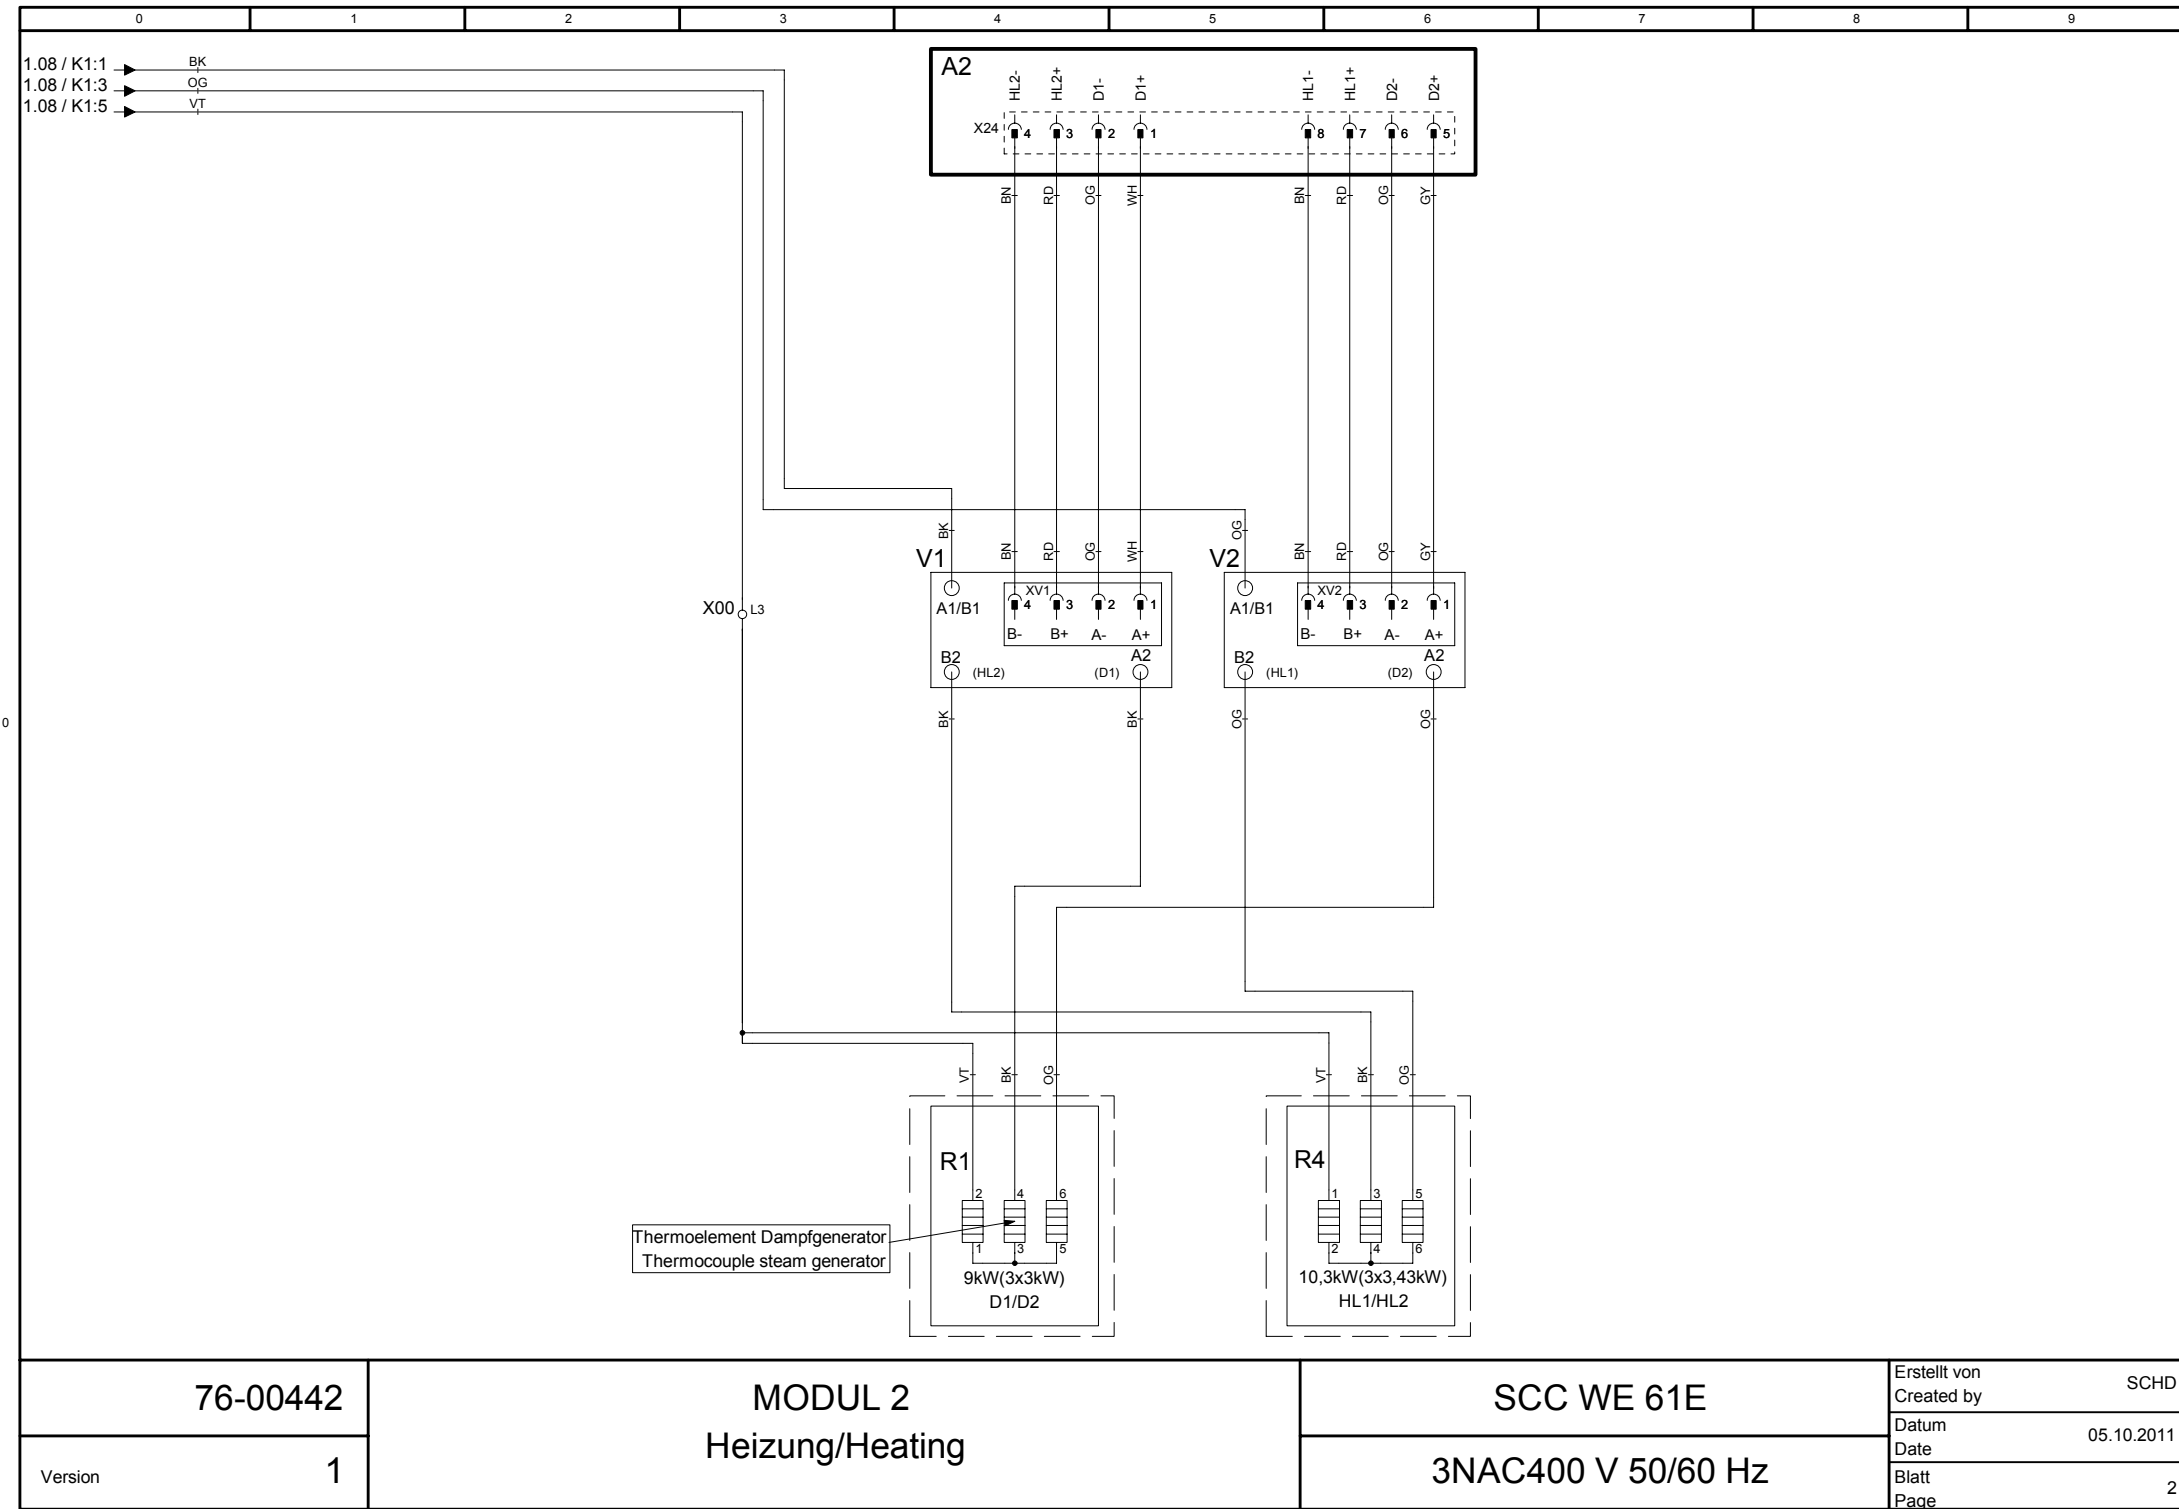 0 1 2 3 4 5 6 7 8 9
1.08 / K1:1 BK
1.08 / K1:3 OG
1.08 / K1:5 VT
A2
HL2- HL2+ D1- D1+ HL1- HL1+ D2- D2+
X24 4 3 2 1 8 7 6 5
BN RD OG WH BN RD OG GY
BK BN RD OG WH OG BN RD OG GY
V1 V2
XV1 XV2
A1/B1 4 3 2 1 A1/B1 4 3 2 1
X00 L3
B- B+ A- A+ B- B+ A- A+
B2 (HL2) (D1) A2 B2 (HL1) (D2) A2
BK BK OG OG
0
VT BK OG VT BK OG
R1 R4
2 4 6 1 3 5
Thermoelement Dampfgenerator
Thermocouple steam generator
1 3 5 2 4 6
9kW(3x3kW) 10,3kW(3x3,43kW)
D1/D2 HL1/HL2
76-00442
Version 1
MODUL 2
Heizung/Heating
SCC WE 61E
3NAC400 V 50/60 Hz
Erstellt von
Created by SCHD
Datum
Date 05.10.2011
Blatt
Page 2